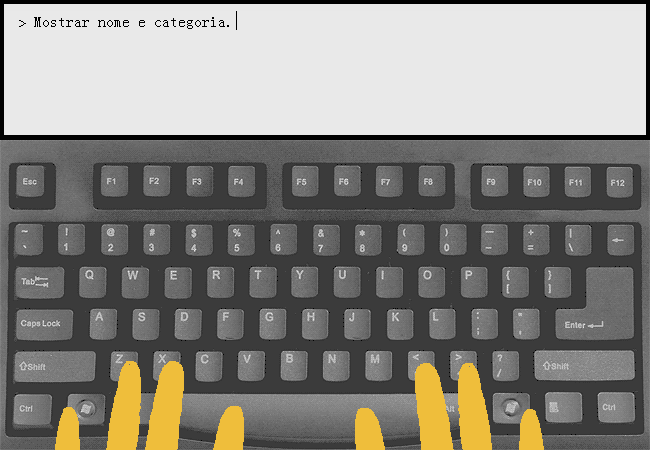 > Mostrar nome e categoria.
Esc F1 F2 F3 F4 F5 F6 F7 F8 F9 F10 F11 F12
~ ! @ # $ % ^ & * ( ) — + |
` 1 2 3 4 5 6 7 8 9 0 - = \ ←
Tab Q W E R T Y U I O P { [ } ]
Caps Lock A S D F G H J K L : ; " ' Enter
⇧Shift Z X C V B N M < > ? / ⇧Shift
Ctrl Alt Ctrl